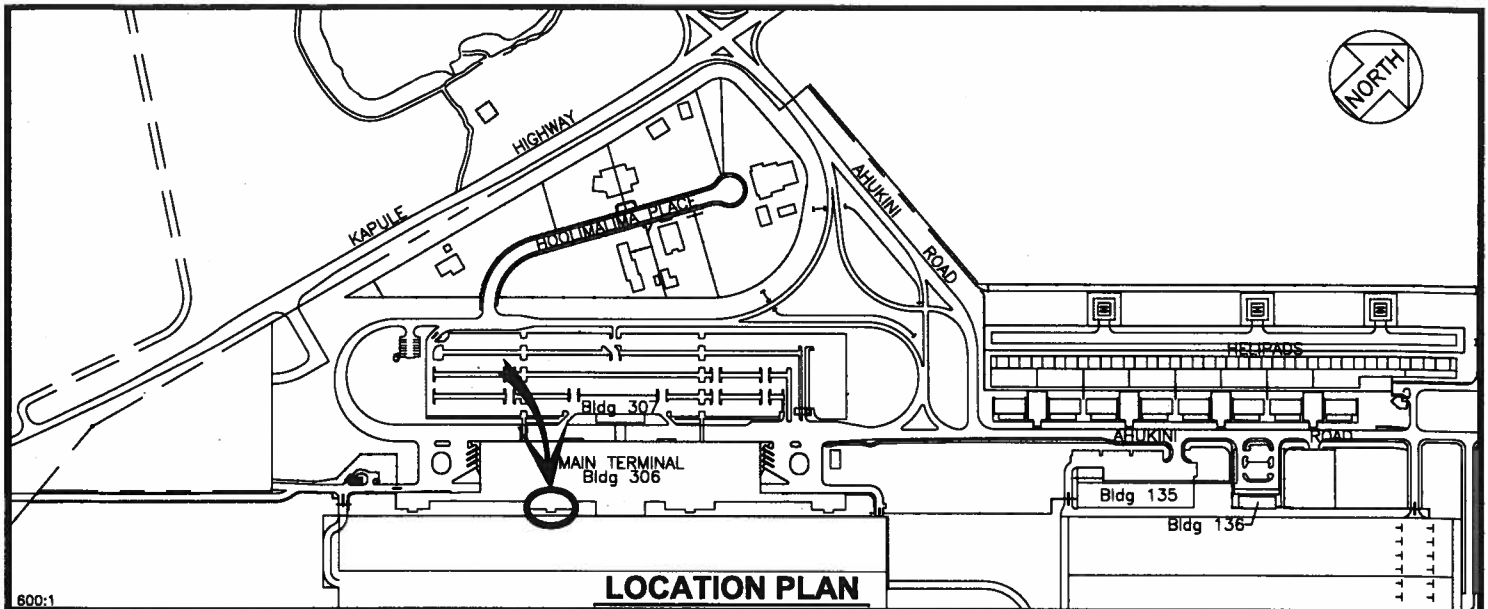 NORTH
HIGHWAY
KAPULE
AHUKINI
ROAD
HOOLIMALIMA PLACE
HELIPADS
Bldg 307
AHUKINI ROAD
MAIN TERMINAL
Bldg 306
Bldg 135
Bldg 136
LOCATION PLAN
600:1